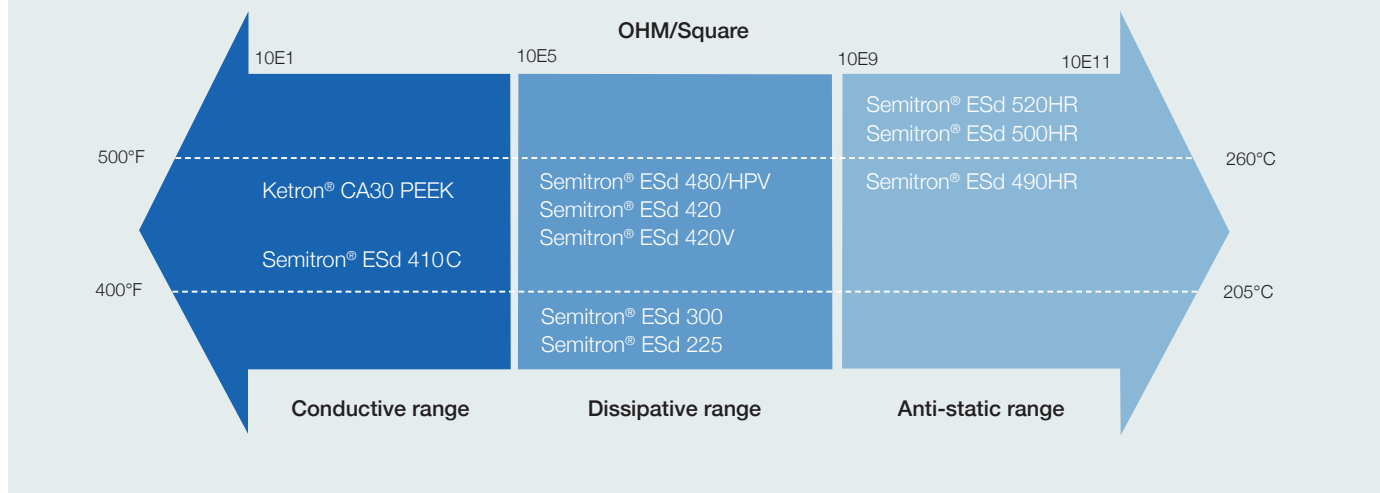 OHM/Square
10E1
10E5
10E9
10E11
Semitron® ESd 520HR
Semitron® ESd 500HR
500°F
260°C
Ketron® CA30 PEEK
Semitron® ESd 480/HPV
Semitron® ESd 490HR
Semitron® ESd 420
Semitron® ESd 420V
Semitron® ESd 410C
400°F
205°C
Semitron® ESd 300
Semitron® ESd 225
Conductive range
Dissipative range
Anti-static range